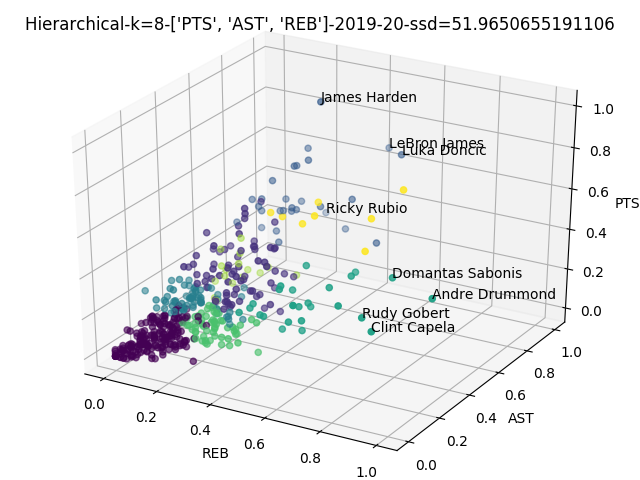 Hierarchical-k=8-['PTS', 'AST', 'REB']-2019-20-ssd=51.9650655191106
James Harden
LeBron James
Luka Doncic
Ricky Rubio
Domantas Sabonis
Andre Drummond
Rudy Gobert
Clint Capela
1.0
0.8
0.6
PTS
0.4
0.2
0.0
1.0
0.8
0.6
0.4
AST
0.2
0.0
0.0
0.2
0.4
0.6
0.8
1.0
REB